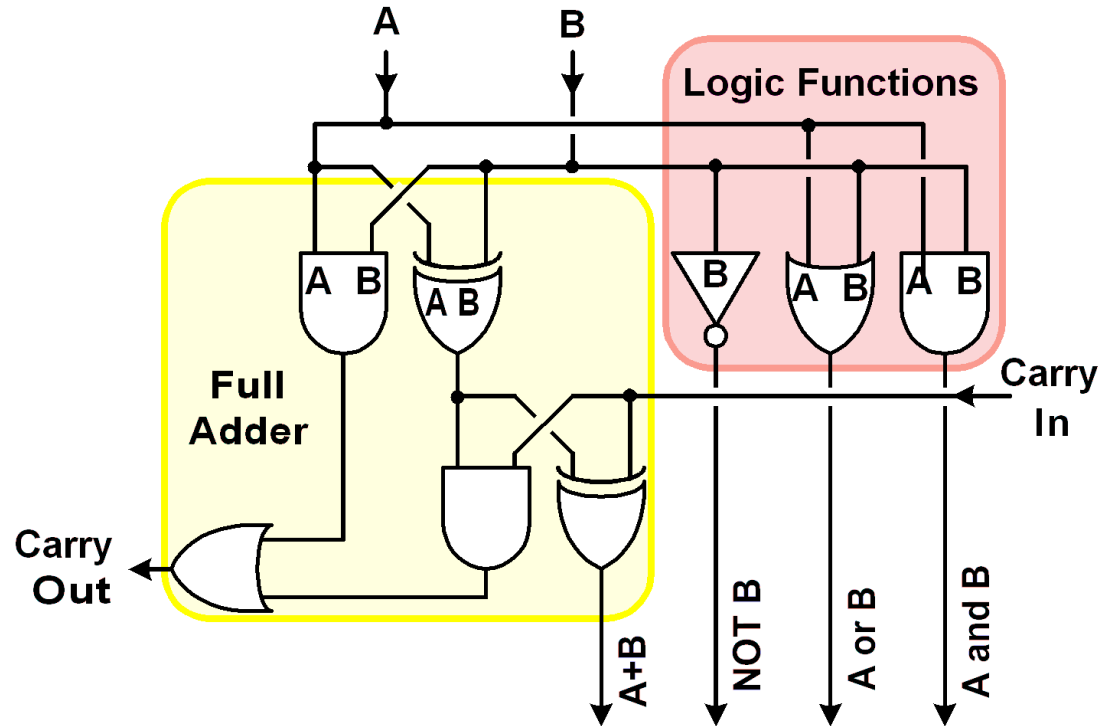 A
B
Logic Functions
A B
A B
B
A B
A B
Full
Adder
Carry
In
Carry
Out
A+B
NOT B
A or B
A and B